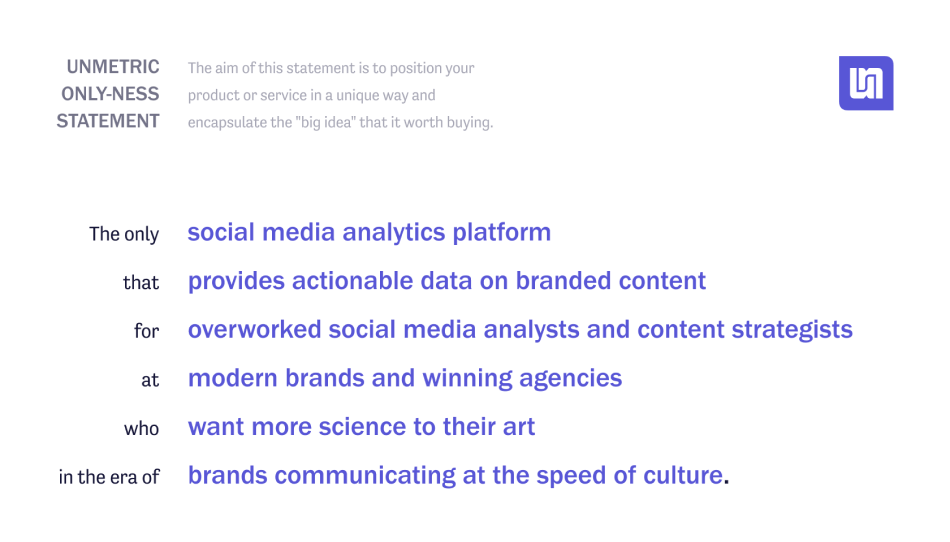 UNMETRIC
ONLY-NESS
STATEMENT
The aim of this statement is to position your
product or service in a unique way and
encapsulate the "big idea" that it worth buying.
un
The only social media analytics platform
that provides actionable data on branded content
for overworked social media analysts and content strategists
at modern brands and winning agencies
who want more science to their art
in the era of brands communicating at the speed of culture.